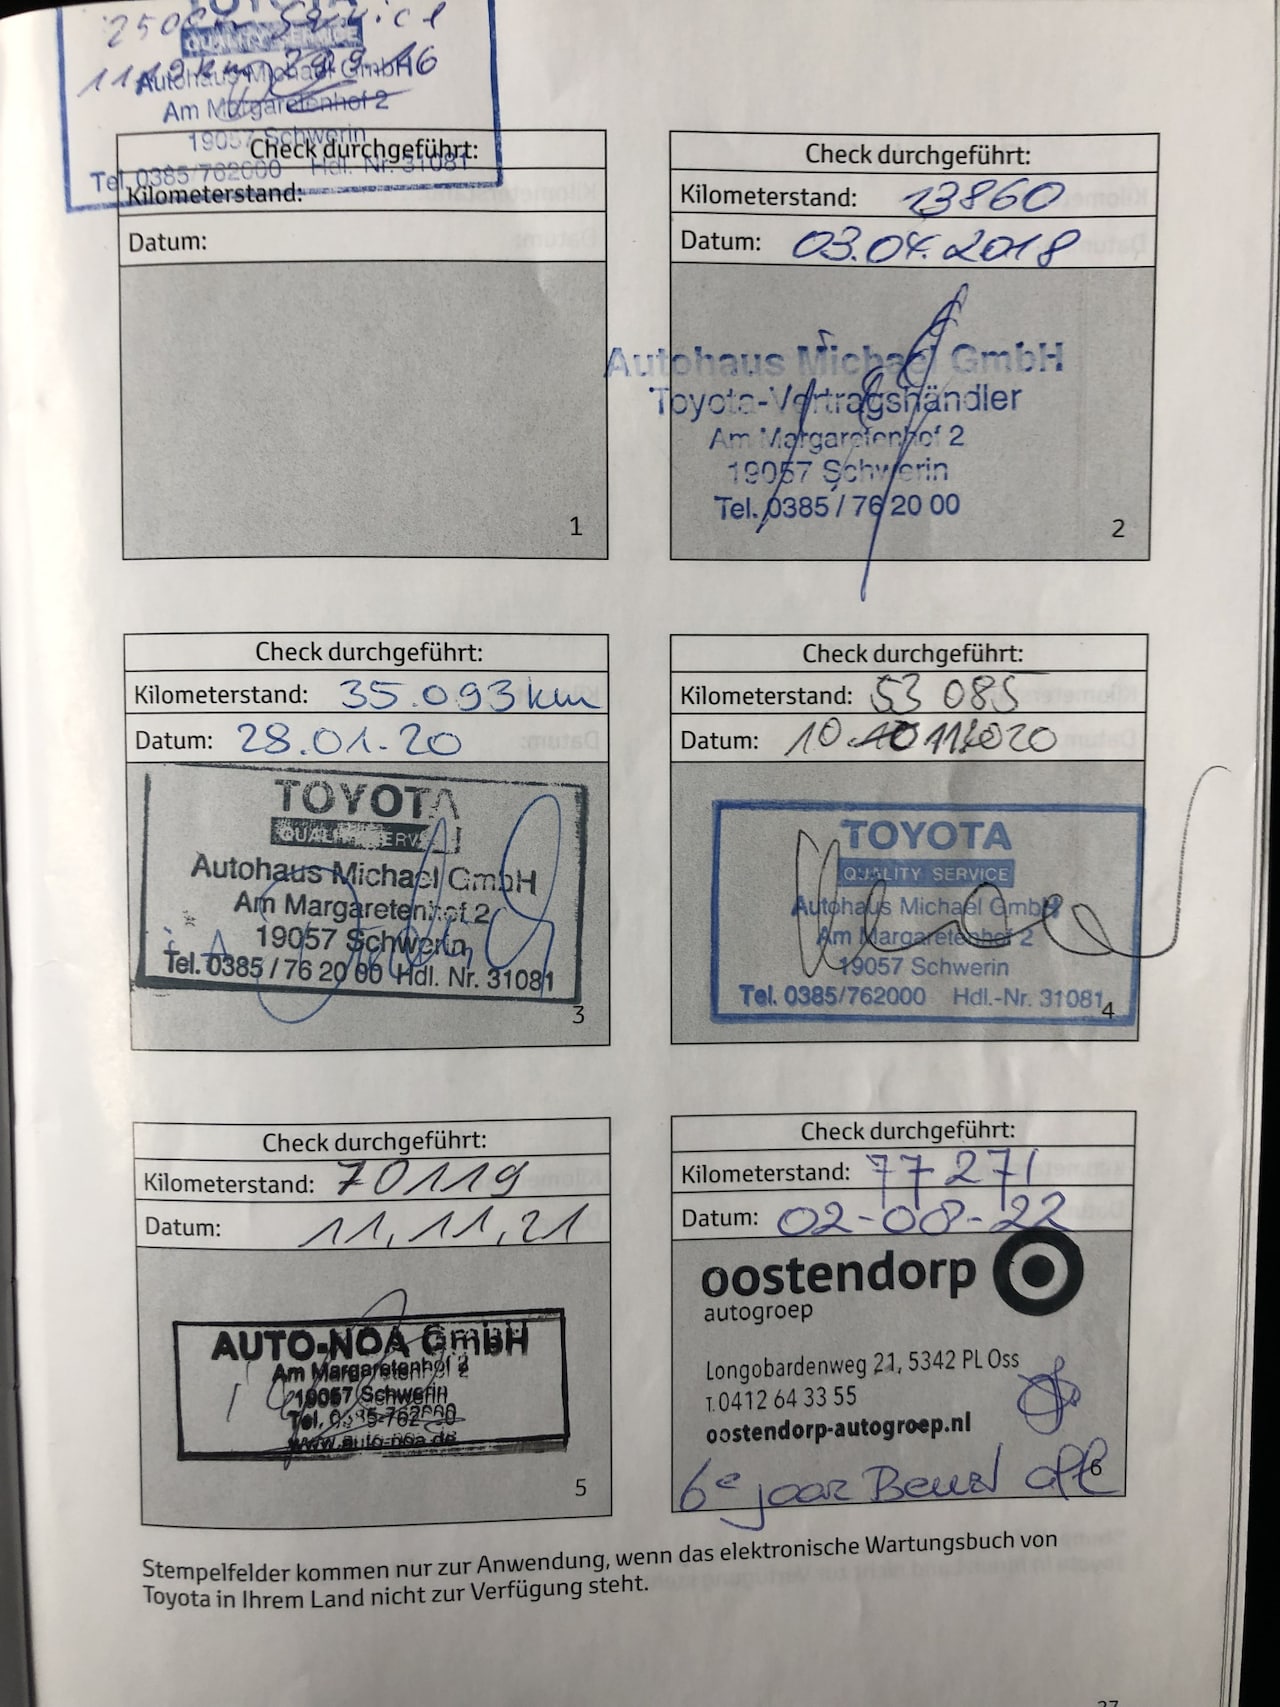 2500km Service
TOYOTA
QUALITY SERVICE
Autohaus Michael GmbH
Am Margaretenhof 2
19057 Schwerin
Tel. 0385/762000 Hdl. Nr. 31081
Check durchgeführt:
Kilometerstand:
Datum:
1
Check durchgeführt:
Kilometerstand: 13860
Datum: 03.04.2018
Autohaus Michael GmbH
Toyota-Vertragshändler
Am Margaretenhof 2
19057 Schwerin
Tel. 0385 / 76 20 00
2
Check durchgeführt:
Kilometerstand: 35.093 km
Datum: 28.01.20
TOYOTA
QUALITY SERVICE
Autohaus Michael GmbH
Am Margaretenhof 2
19057 Schwerin
i. A.
Tel. 0385 / 76 20 00 Hdl. Nr. 31081
3
Check durchgeführt:
Kilometerstand: 53 085
Datum: 10. 11.2020
TOYOTA
QUALITY SERVICE
Autohaus Michael GmbH
Am Margaretenhof 2
19057 Schwerin
Tel. 0385/762000 Hdl.-Nr. 31081
4
Check durchgeführt:
Kilometerstand: 70119
Datum: 11.11.21
AUTO-NOA GmbH
Am Margaretenhof 2
19057 Schwerin
Tel. 0385-762000
www.auto-noa.de
5
Check durchgeführt:
Kilometerstand: 77271
Datum: 02-08-22
oostendorp
autogroep
Longobardenweg 21, 5342 PL Oss
T. 0412 64 33 55
oostendorp-autogroep.nl
6e jaar Beurt
6
Stempelfelder kommen nur zur Anwendung, wenn das elektronische Wartungsbuch von
Toyota in Ihrem Land nicht zur Verfügung steht.